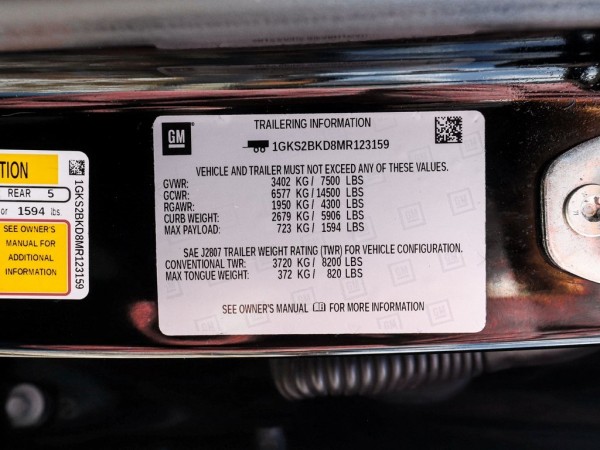 TION
REAR 5
or 1594 lbs
SEE OWNER'S
MANUAL FOR
ADDITIONAL
INFORMATION
1GKS2BKD8MR123159
GM
TRAILERING INFORMATION
1GKS2BKD8MR123159
VEHICLE AND TRAILER MUST NOT EXCEED ANY OF THESE VALUES.
GVWR: 3402 KG/ 7500 LBS
GCWR: 6577 KG/ 14500 LBS
RGAWR: 1950 KG/ 4300 LBS
CURB WEIGHT: 2679 KG/ 5906 LBS
MAX PAYLOAD: 723 KG/ 1594 LBS
SAE J2807 TRAILER WEIGHT RATING (TWR) FOR VEHICLE CONFIGURATION.
CONVENTIONAL TWR: 3720 KG/ 8200 LBS
MAX TONGUE WEIGHT: 372 KG/ 820 LBS
SEE OWNER'S MANUAL FOR MORE INFORMATION